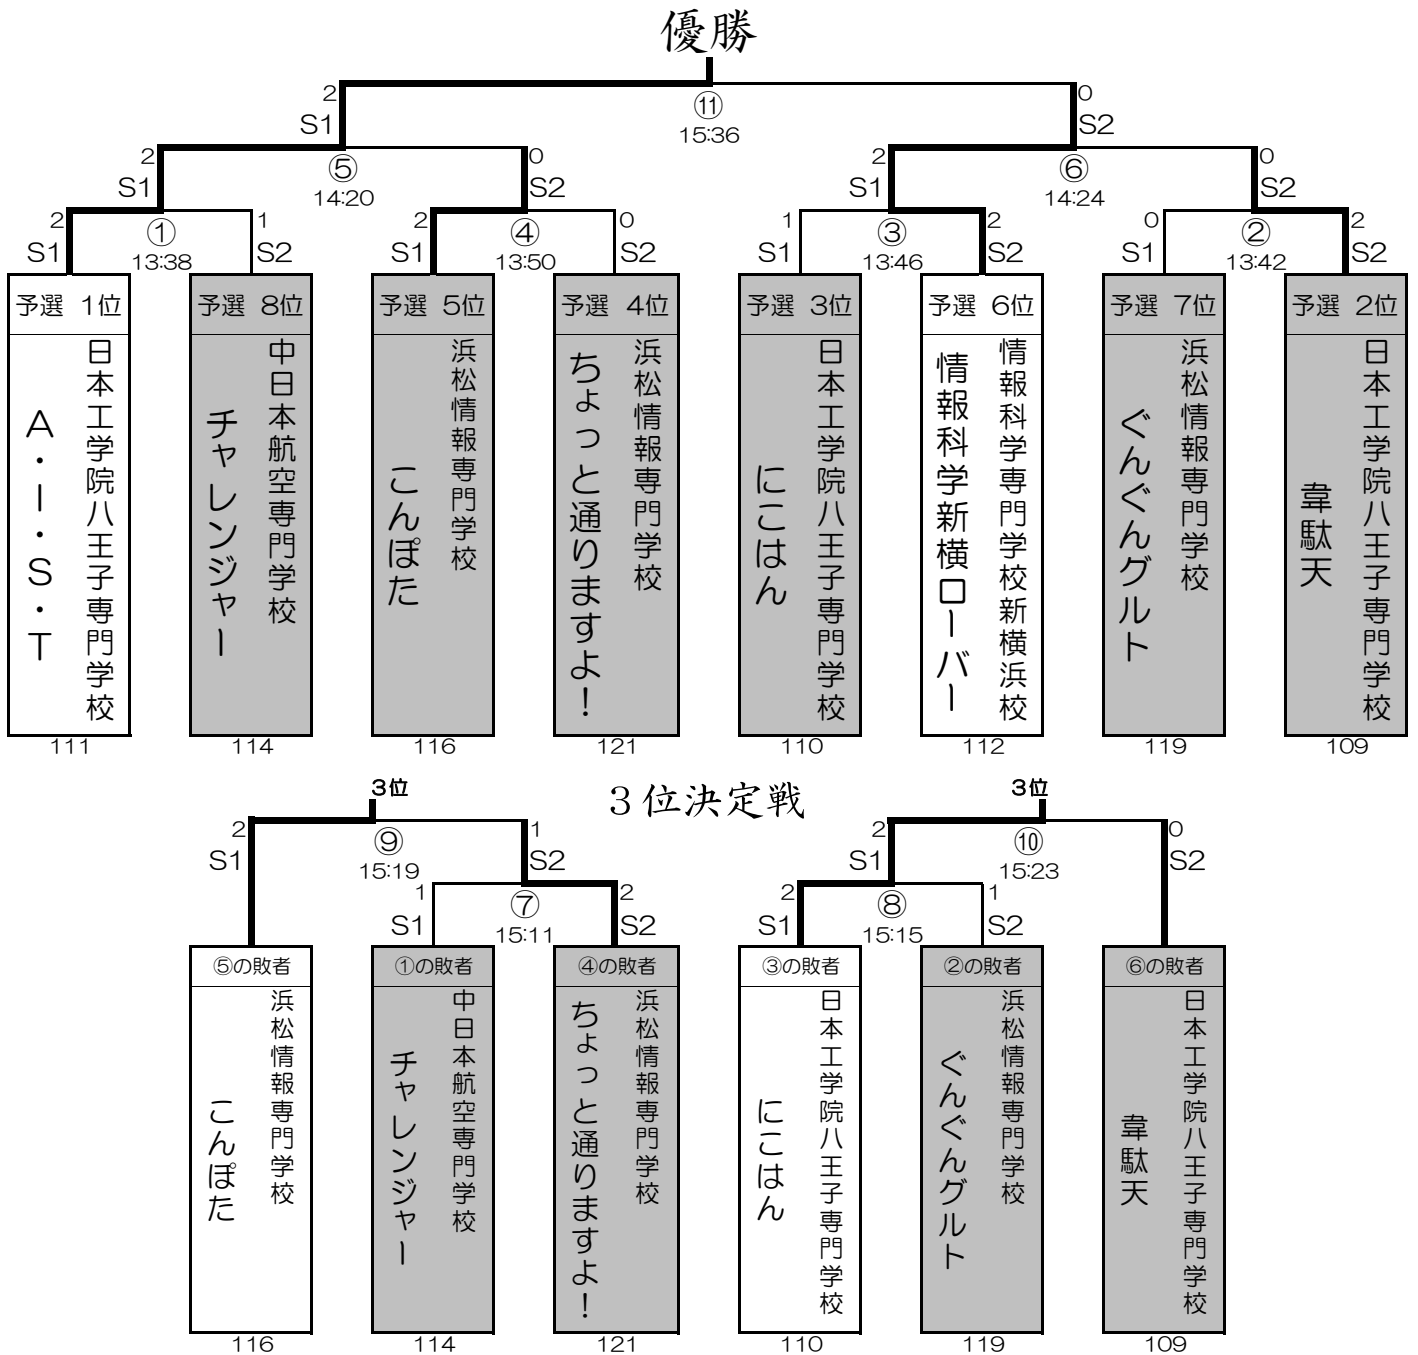 優勝
2 ⑪ 0
S1 15:36 S2
2 ⑤ 0 2 ⑥ 0
S1 14:20 S2 S1 14:24 S2
2 ① 1 2 ④ 0 1 ③ 2 0 ② 2
S1 13:38 S2 S1 13:50 S2 S1 13:46 S2 S1 13:42 S2
予選 1位
日本工学院八王子専門学校
A・I・S・T
111
予選 8位
中日本航空専門学校
チャレンジャー
114
予選 5位
浜松情報専門学校
こんぽた
116
予選 4位
浜松情報専門学校
ちょっと通りますよ!
121
予選 3位
日本工学院八王子専門学校
にこはん
110
予選 6位
情報科学専門学校新横浜校
情報科学新横ローバー
112
予選 7位
浜松情報専門学校
ぐんぐんグルト
119
予選 2位
日本工学院八王子専門学校
韋駄天
109
3位決定戦
3位 3位
2 ⑨ 1 2 ⑩ 0
S1 15:19 S2 S1 15:23 S2
1 ⑦ 2 2 ⑧ 1
S1 15:11 S2 S1 15:15 S2
⑤の敗者
浜松情報専門学校
こんぽた
116
①の敗者
中日本航空専門学校
チャレンジャー
114
④の敗者
浜松情報専門学校
ちょっと通りますよ!
121
③の敗者
日本工学院八王子専門学校
にこはん
110
②の敗者
浜松情報専門学校
ぐんぐんグルト
119
⑥の敗者
日本工学院八王子専門学校
韋駄天
109